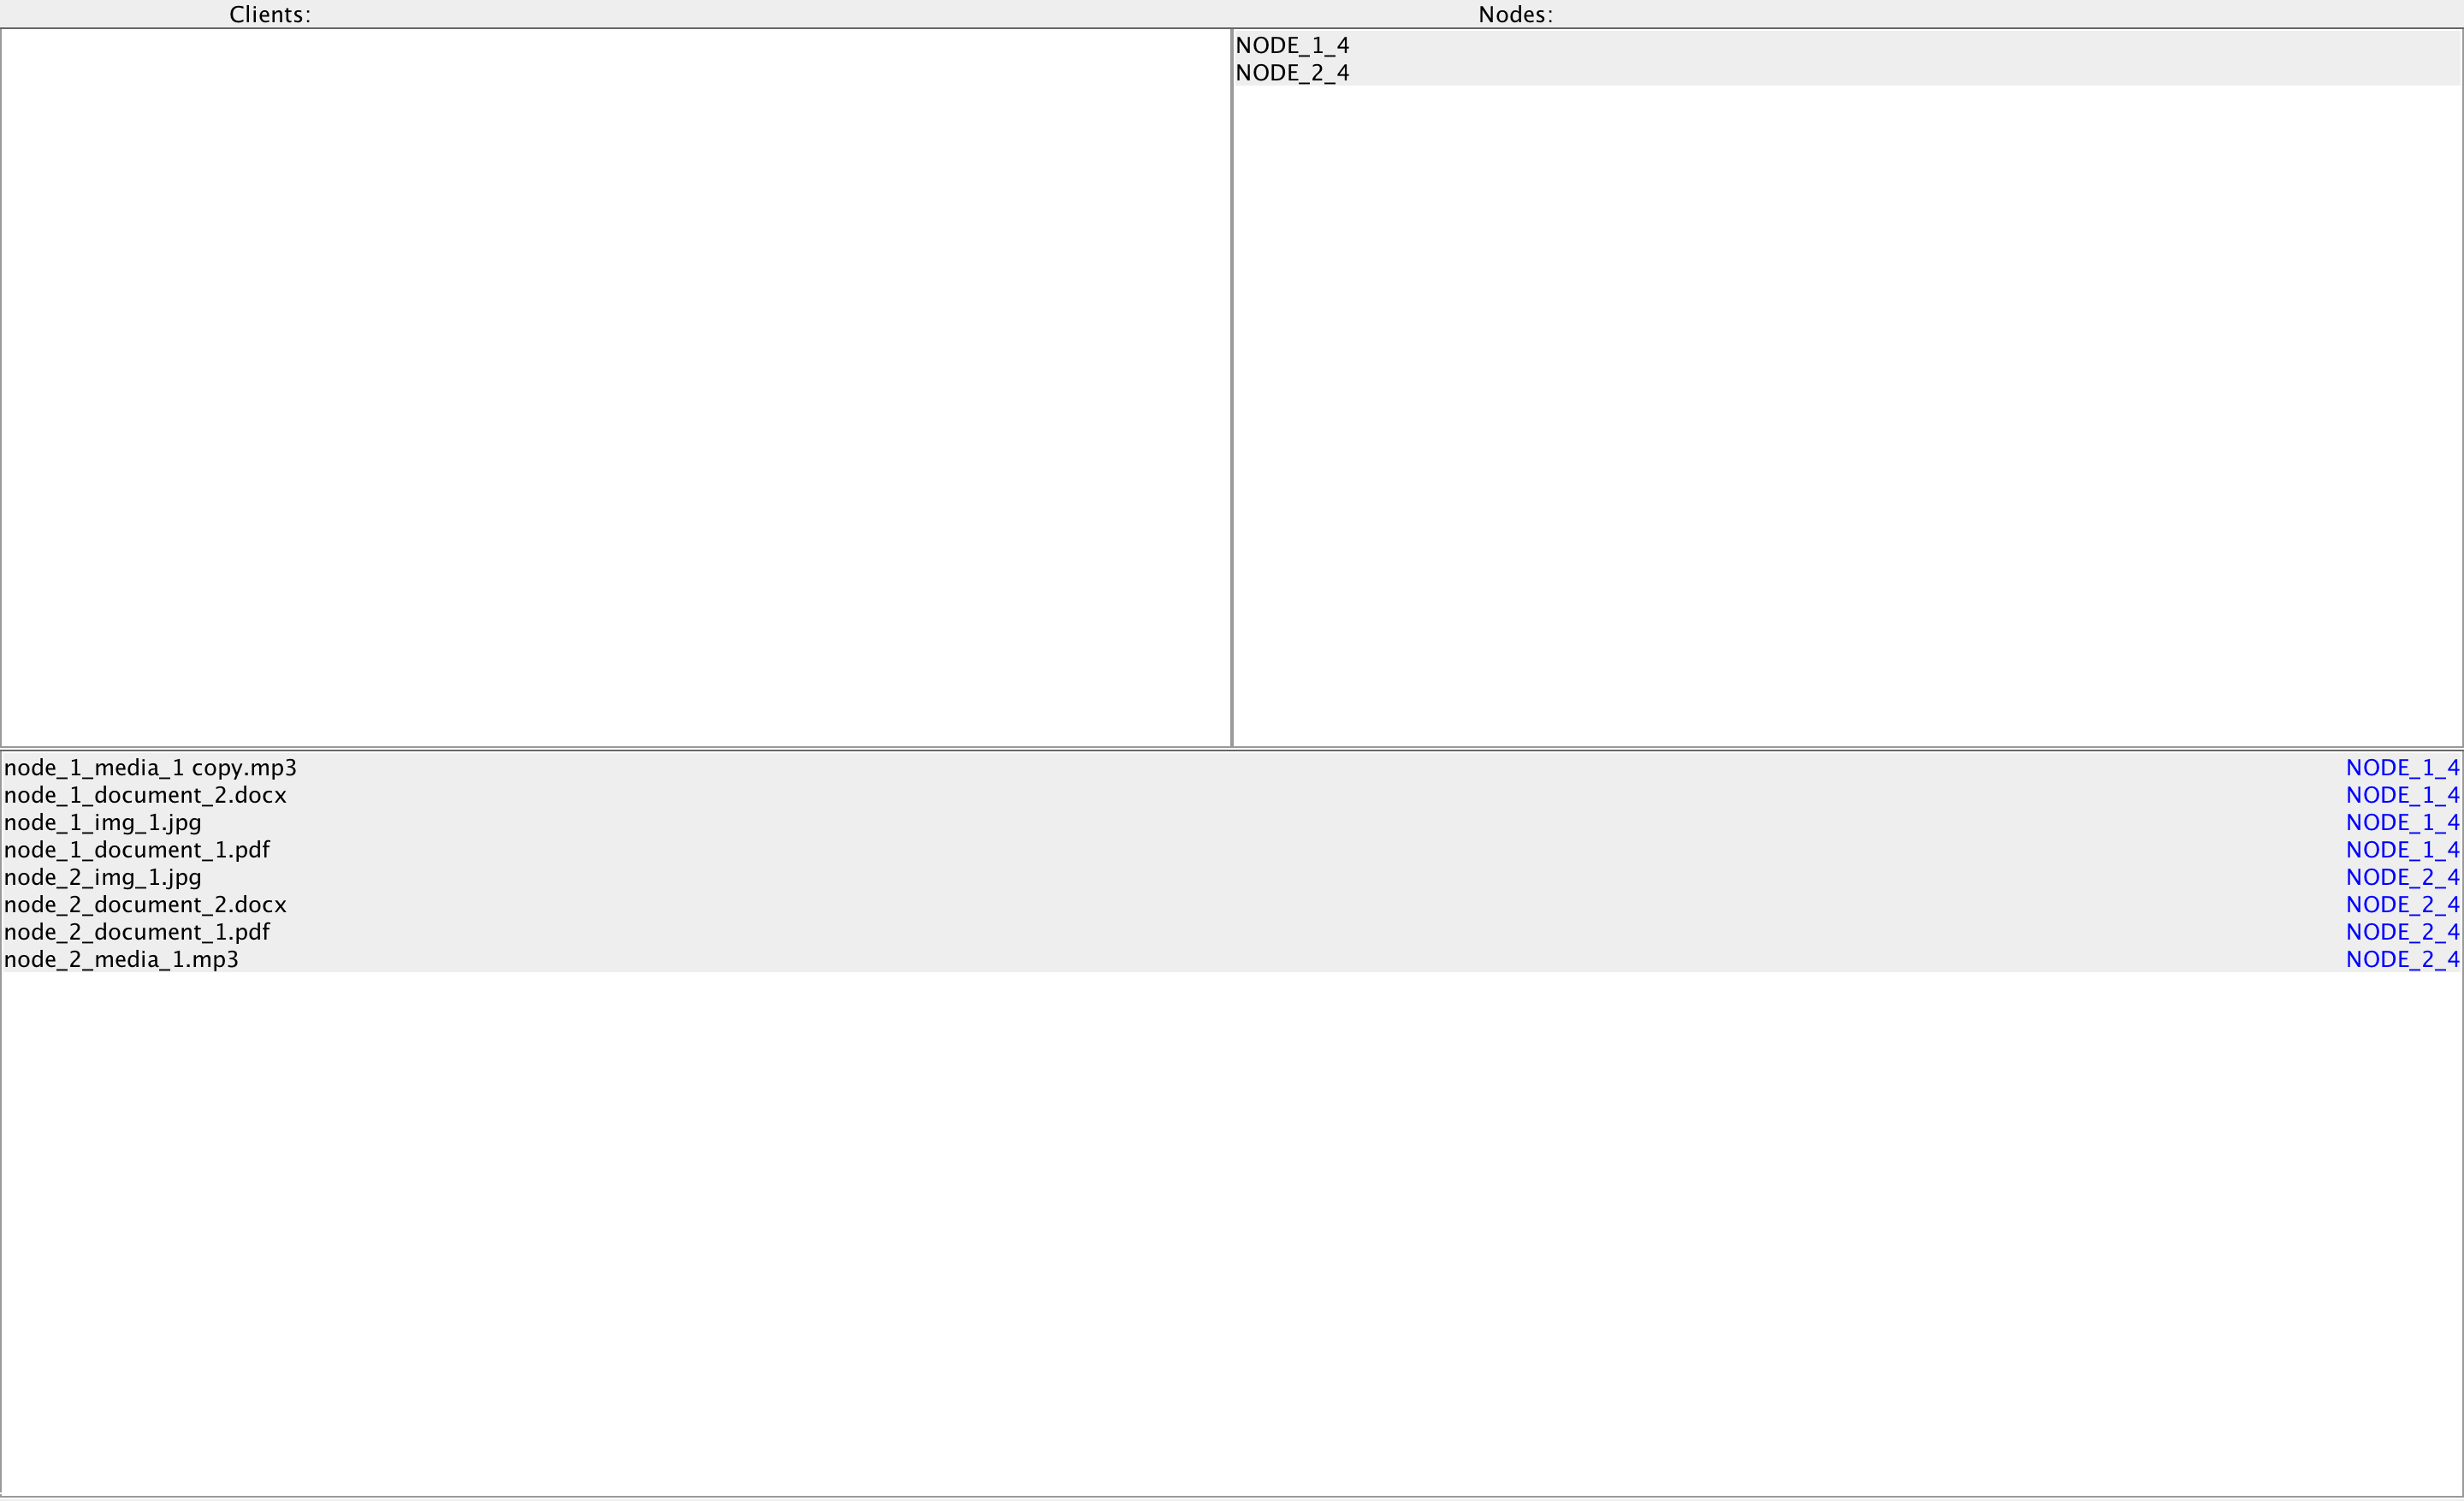 Clients:
Nodes:
NODE_1_4
NODE_2_4
node_1_media_1 copy.mp3 NODE_1_4
node_1_document_2.docx NODE_1_4
node_1_img_1.jpg NODE_1_4
node_1_document_1.pdf NODE_1_4
node_2_img_1.jpg NODE_2_4
node_2_document_2.docx NODE_2_4
node_2_document_1.pdf NODE_2_4
node_2_media_1.mp3 NODE_2_4